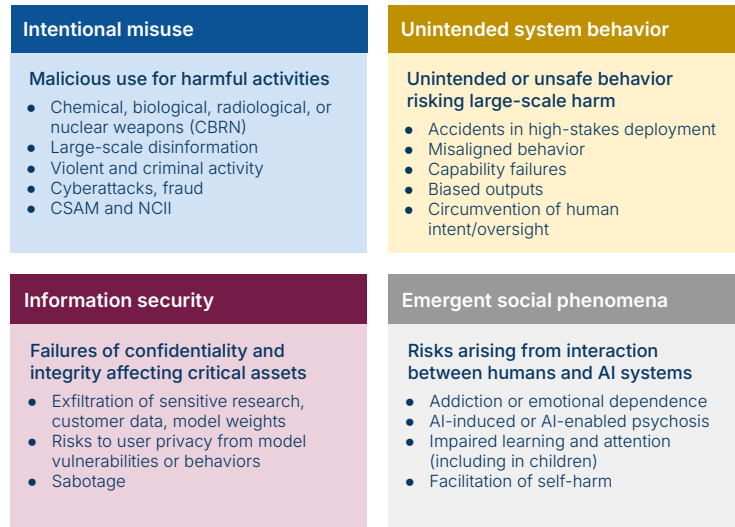 Intentional misuse
Malicious use for harmful activities
● Chemical, biological, radiological, or
nuclear weapons (CBRN)
● Large-scale disinformation
● Violent and criminal activity
● Cyberattacks, fraud
● CSAM and NCII
Unintended system behavior
Unintended or unsafe behavior
risking large-scale harm
● Accidents in high-stakes deployment
● Misaligned behavior
● Capability failures
● Biased outputs
● Circumvention of human
intent/oversight
Information security
Failures of confidentiality and
integrity affecting critical assets
● Exfiltration of sensitive research,
customer data, model weights
● Risks to user privacy from model
vulnerabilities or behaviors
● Sabotage
Emergent social phenomena
Risks arising from interaction
between humans and AI systems
● Addiction or emotional dependence
● AI-induced or AI-enabled psychosis
● Impaired learning and attention
(including in children)
● Facilitation of self-harm